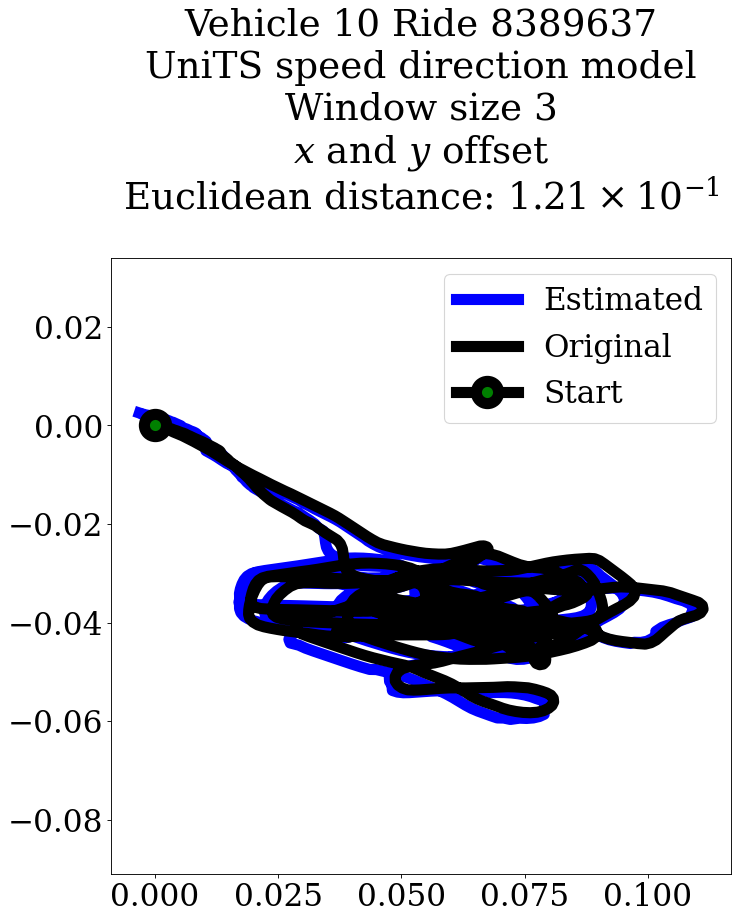 Vehicle 10 Ride 8389637
UniTS speed direction model
Window size 3
x and y offset
Euclidean distance: 1.21 × 10⁻¹
Estimated
Original
Start
0.02
0.00
−0.02
−0.04
−0.06
−0.08
0.000 0.025 0.050 0.075 0.100